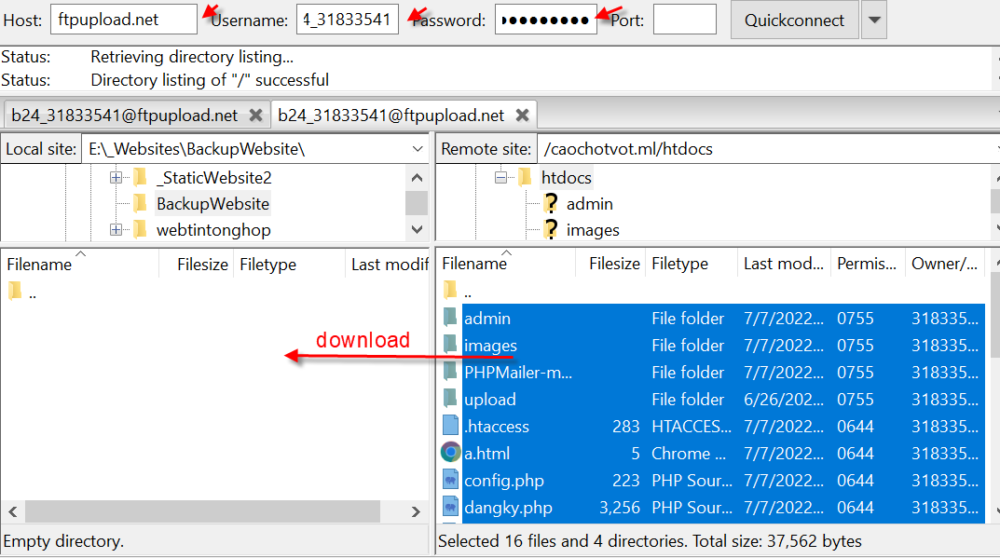 Host: ftpupload.net Username: 4_31833541 Password: ●●●●●●●●●● Port: Quickconnect
Status: Retrieving directory listing...
Status: Directory listing of "/" successful
b24_31833541@ftpupload.net b24_31833541@ftpupload.net
Local site: E:\_Websites\BackupWebsite\
_StaticWebsite2
BackupWebsite
webtintonghop
Remote site: /caochotvot.ml/htdocs
htdocs
? admin
? images
Filename Filesize Filetype Last modif
..
download
Empty directory.
Filename Filesize Filetype Last mod... Permis... Owner/...
..
admin File folder 7/7/2022... 0755 318335...
images File folder 7/7/2022... 0755 318335...
PHPMailer-m... File folder 7/7/2022... 0755 318335...
upload File folder 6/26/202... 0755 318335...
.htaccess 283 HTACCES... 7/7/2022... 0644 318335...
a.html 5 Chrome ... 7/7/2022... 0644 318335...
config.php 223 PHP Sour... 7/7/2022... 0644 318335...
dangky.php 3,256 PHP Sour... 7/7/2022... 0644 318335...
Selected 16 files and 4 directories. Total size: 37,562 bytes